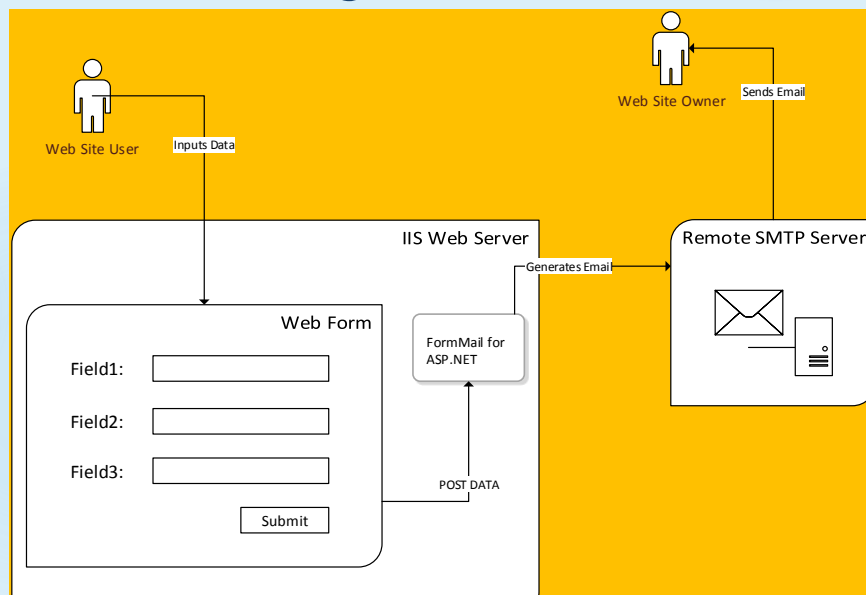 Web Site User
Inputs Data
Web Site Owner
Sends Email
IIS Web Server
Generates Email
Remote SMTP Server
Web Form
Field1:
Field2:
Field3:
Submit
FormMail for
ASP.NET
POST DATA